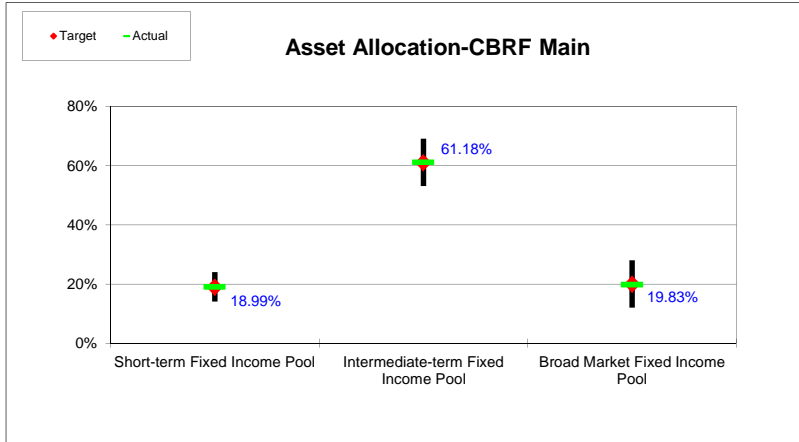 Target Actual
Asset Allocation-CBRF Main
80%
60%
40%
20%
0%
61.18%
18.99%
19.83%
Short-term Fixed Income Pool
Intermediate-term Fixed
Income Pool
Broad Market Fixed Income
Pool